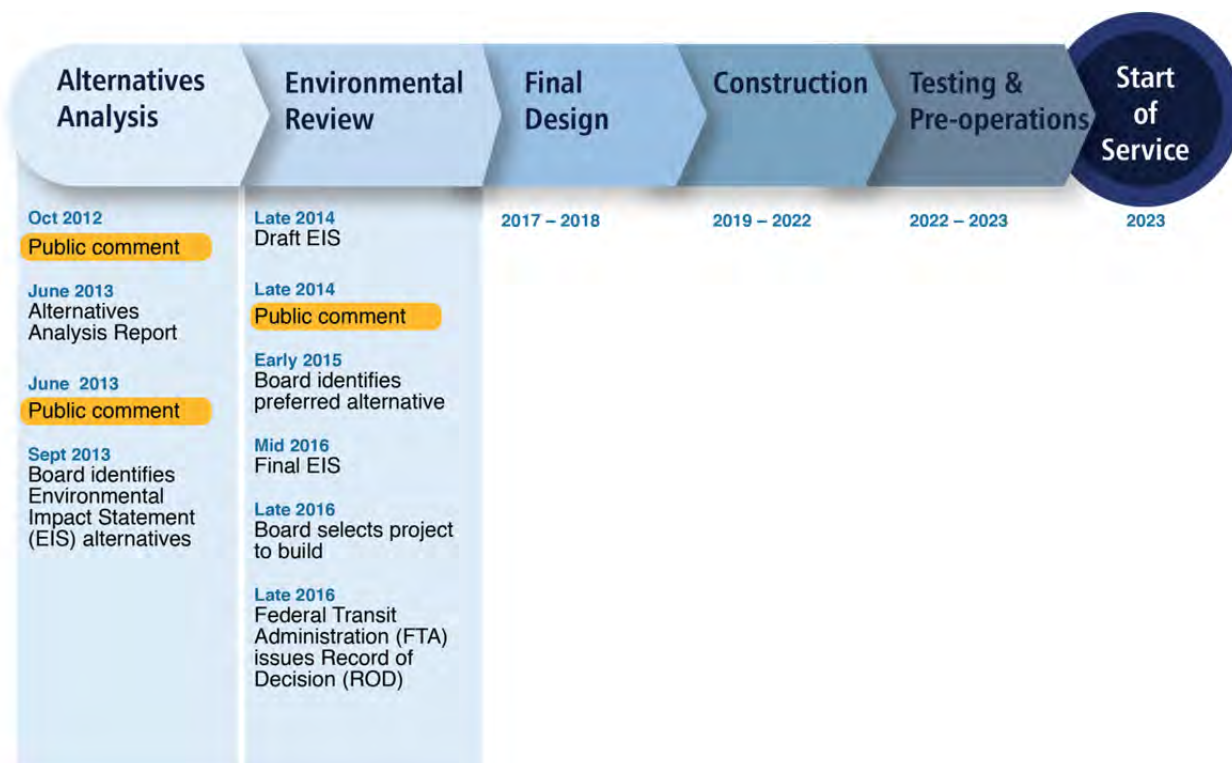 Alternatives
Analysis
Environmental
Review
Final
Design
Construction
Testing &
Pre-operations
Start
of
Service
Oct 2012
Public comment
June 2013
Alternatives
Analysis Report
June 2013
Public comment
Sept 2013
Board identifies
Environmental
Impact Statement
(EIS) alternatives
Late 2014
Draft EIS
Late 2014
Public comment
Early 2015
Board identifies
preferred alternative
Mid 2016
Final EIS
Late 2016
Board selects project
to build
Late 2016
Federal Transit
Administration (FTA)
issues Record of
Decision (ROD)
2017 – 2018
2019 – 2022
2022 – 2023
2023